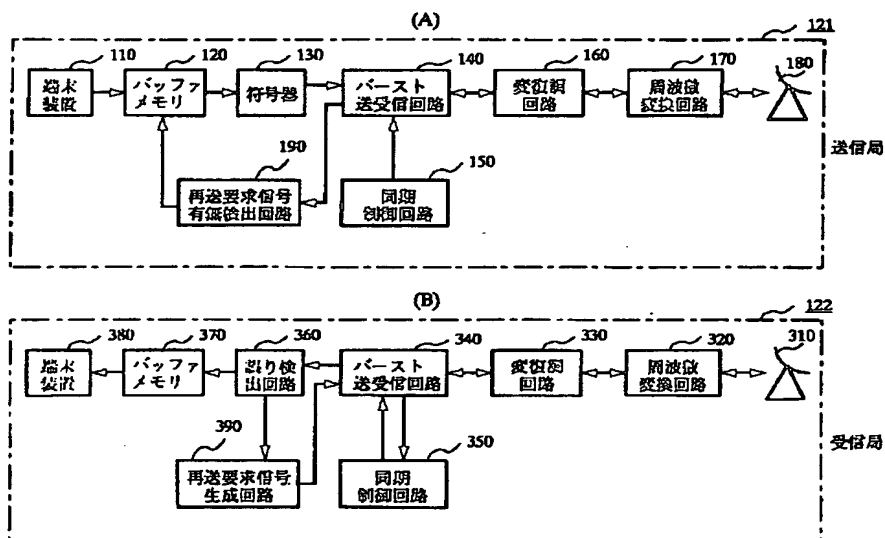 (A)
121
110
120
130
140
160
170
180
端末
装置
バッファ
メモリ
符号器
バースト
送受信回路
変復調
回路
周波数
変換回路
送信局
190
150
再送要求信号
有無検出回路
同期
制御回路
(B)
122
380
370
360
340
330
320
310
端末
装置
バッファ
メモリ
誤り検
出回路
バースト
送受信回路
変復調
回路
周波数
変換回路
受信局
390
350
再送要求信号
生成回路
同期
制御回路